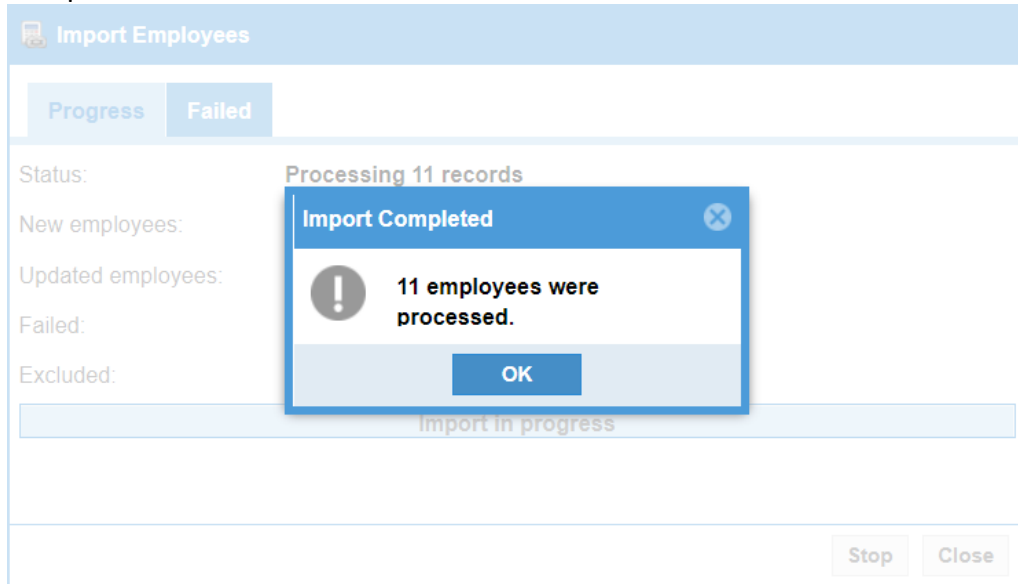 Import Employees
Progress Failed
Status: Processing 11 records
New employees:
Updated employees:
Failed:
Excluded:
Import Completed
11 employees were
processed.
OK
Import in progress
Stop Close